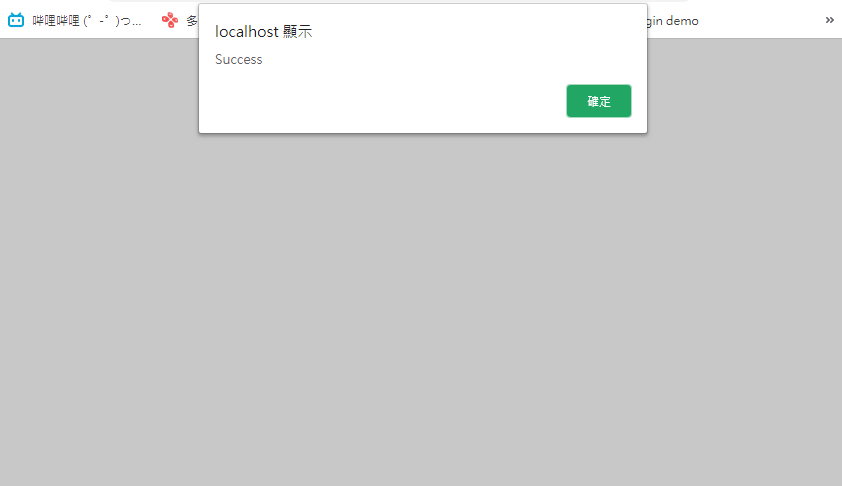 localhost 顯示
Success
確定
哔哩哔哩 (゜-゜)つ...
多
gin demo